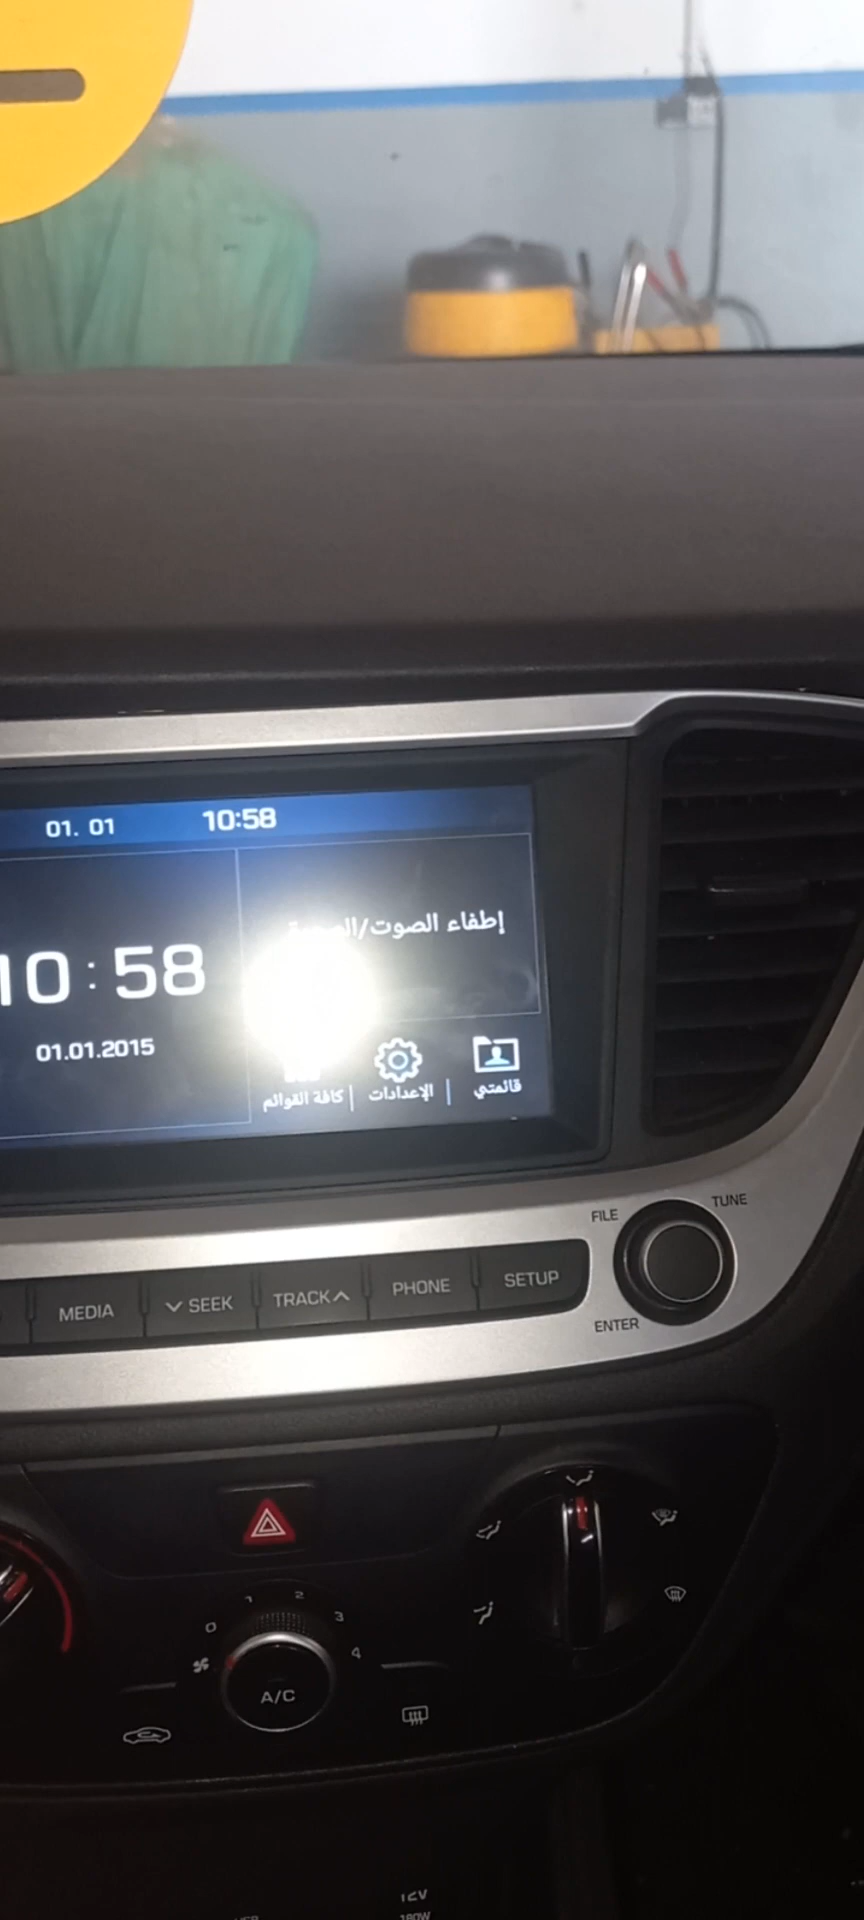 01. 01 10:58
إطفاء الصوت/
10:58
01.01.2015
كافة القوائم
الإعدادات
قائمتي
FILE
TUNE
MEDIA
SEEK
TRACK
PHONE
SETUP
ENTER
0 1 2 3 4
A/C
12V
180W